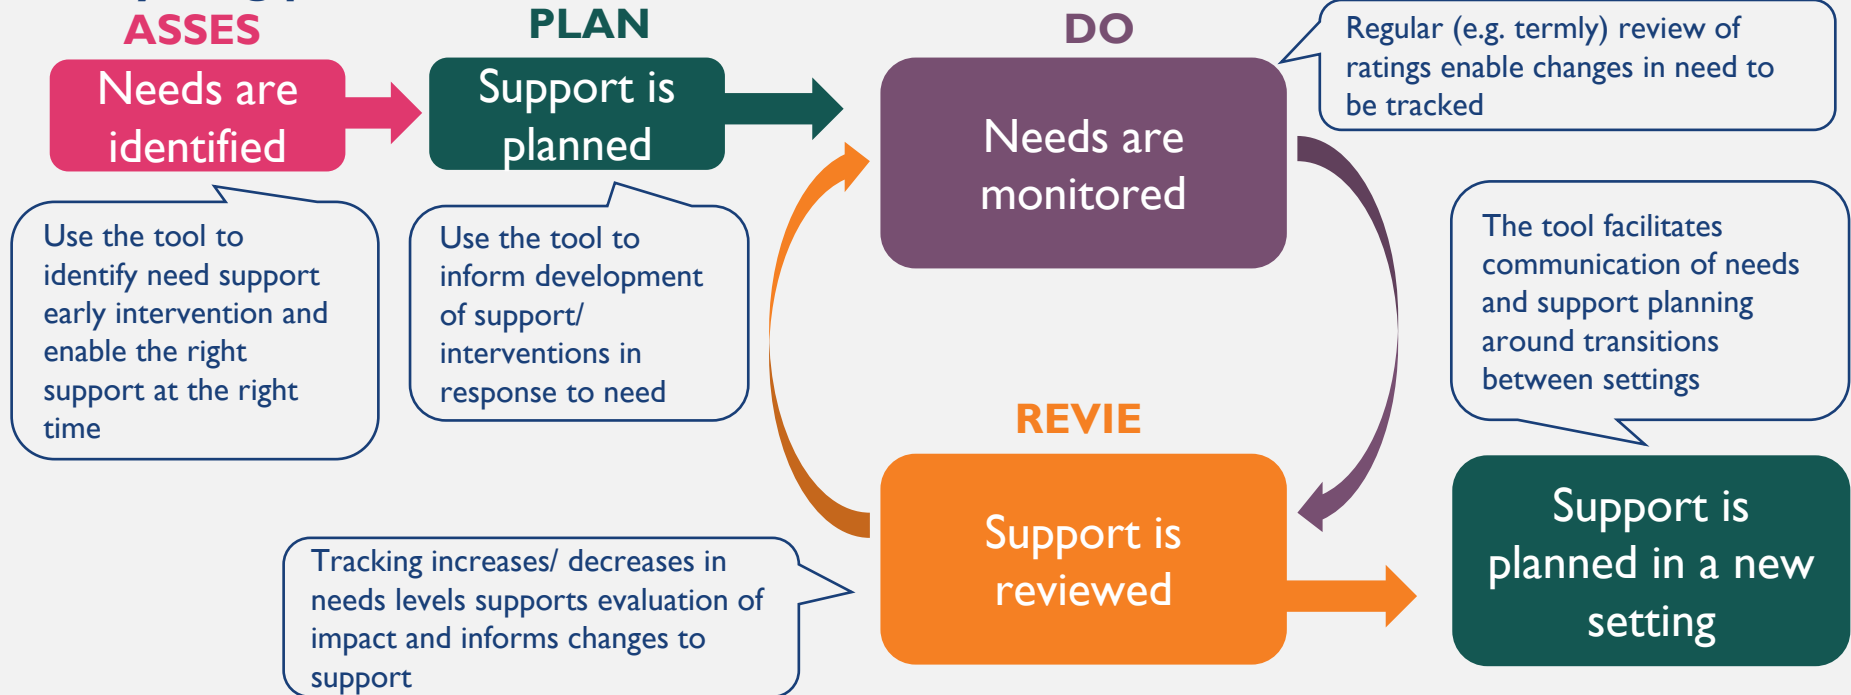 ASSES
Needs are
identified
Use the tool to
identify need support
early intervention and
enable the right
support at the right
time
PLAN
Support is
planned
Use the tool to
inform development
of support/
interventions in
response to need
DO
Needs are
monitored
Regular (e.g. termly) review of
ratings enable changes in need to
be tracked
REVIE
Support is
reviewed
Tracking increases/ decreases in
needs levels supports evaluation of
impact and informs changes to
support
The tool facilitates
communication of needs
and support planning
around transitions
between settings
Support is
planned in a new
setting